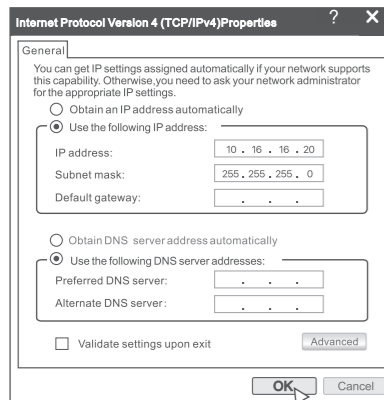 Internet Protocol Version 4 (TCP/IPv4)Properties ? X
General
You can get IP settings assigned automatically if your network supports
this capability. Otherwise,you need to ask your network administrator
for the appropriate IP settings.
Obtain an IP address automatically
Use the following IP address:
IP address: 10 . 16 . 16 . 20
Subnet mask: 255 . 255 . 255 . 0
Default gateway: . . .
Obtain DNS server address automatically
Use the following DNS server addresses:
Preferred DNS server: . . .
Alternate DNS server: . . .
Validate settings upon exit Advanced
OK Cancel